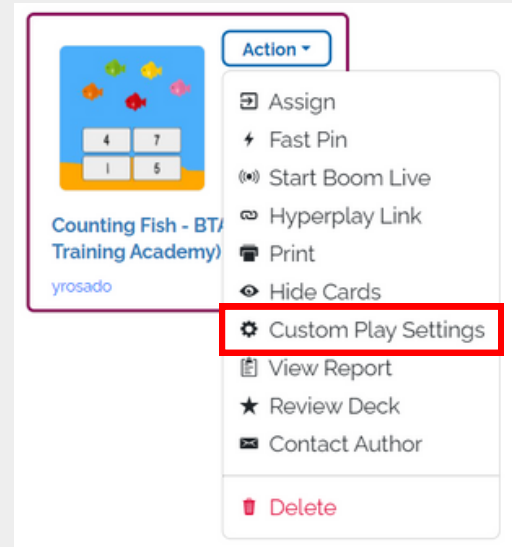 Action
4 7
1 5
Counting Fish - BTA
Training Academy)
yrosado
Assign
Fast Pin
Start Boom Live
Hyperplay Link
Print
Hide Cards
Custom Play Settings
View Report
Review Deck
Contact Author
Delete